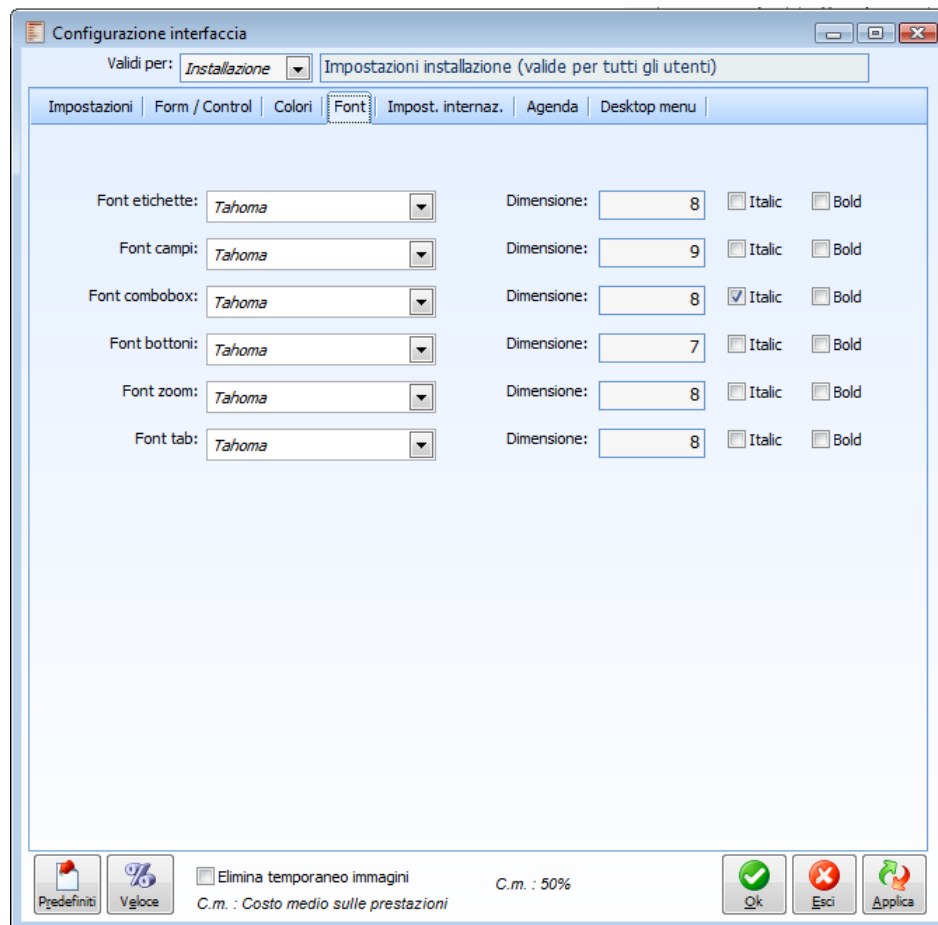 Configurazione interfaccia
Validi per: Installazione Impostazioni installazione (valide per tutti gli utenti)
Impostazioni Form / Control Colori Font Impost. internaz. Agenda Desktop menu
Font etichette: Tahoma Dimensione: 8 Italic Bold
Font campi: Tahoma Dimensione: 9 Italic Bold
Font combobox: Tahoma Dimensione: 8 Italic Bold
Font bottoni: Tahoma Dimensione: 7 Italic Bold
Font zoom: Tahoma Dimensione: 8 Italic Bold
Font tab: Tahoma Dimensione: 8 Italic Bold
Elimina temporaneo immagini C.m. : 50%
Predefiniti Veloce C.m. : Costo medio sulle prestazioni Ok Esci Applica